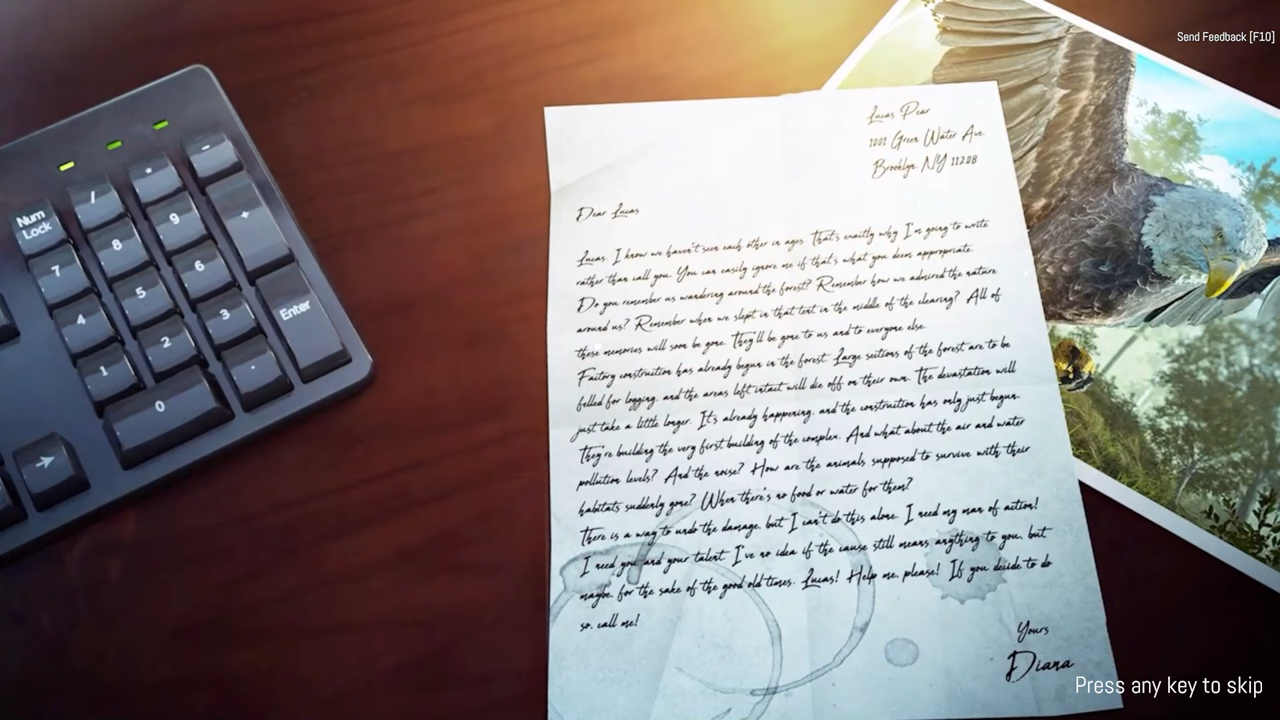 Send Feedback [F10]
Num
Lock
/
*
-
7
8
9
+
4
5
6
1
2
3
Enter
0
.
Lucas Pear
1001 Green Water Ave
Brooklyn, NY 11208
Dear Lucas
Lucas, I know we haven't seen each other in ages. That's exactly why I'm going to write
rather than call you. You can easily ignore me if that's what you deem appropriate.
Do you remember us wandering around the forest? Remember how we admired the nature
around us? Remember when we slept in that tent in the middle of the clearing? All of
these memories will soon be gone. They'll be gone to us and to everyone else.
Factory construction has already begun in the forest. Large sections of the forest are to be
felled for logging, and the areas left intact will die off on their own. The devastation will
just take a little longer. It's already happening, and the construction has only just begun.
They're building the very first building of the complex. And what about the air and water
pollution levels? And the noise? How are the animals supposed to survive with their
habitats suddenly gone? When there's no food or water for them?
There is a way to undo the damage, but I can't do this alone. I need my man of action!
I need you and your talent. I've no idea if the cause still means anything to you, but
maybe, for the sake of the good old times, Lucas! Help me, please! If you decide to do
so, call me!
Yours
Diana
Press any key to skip